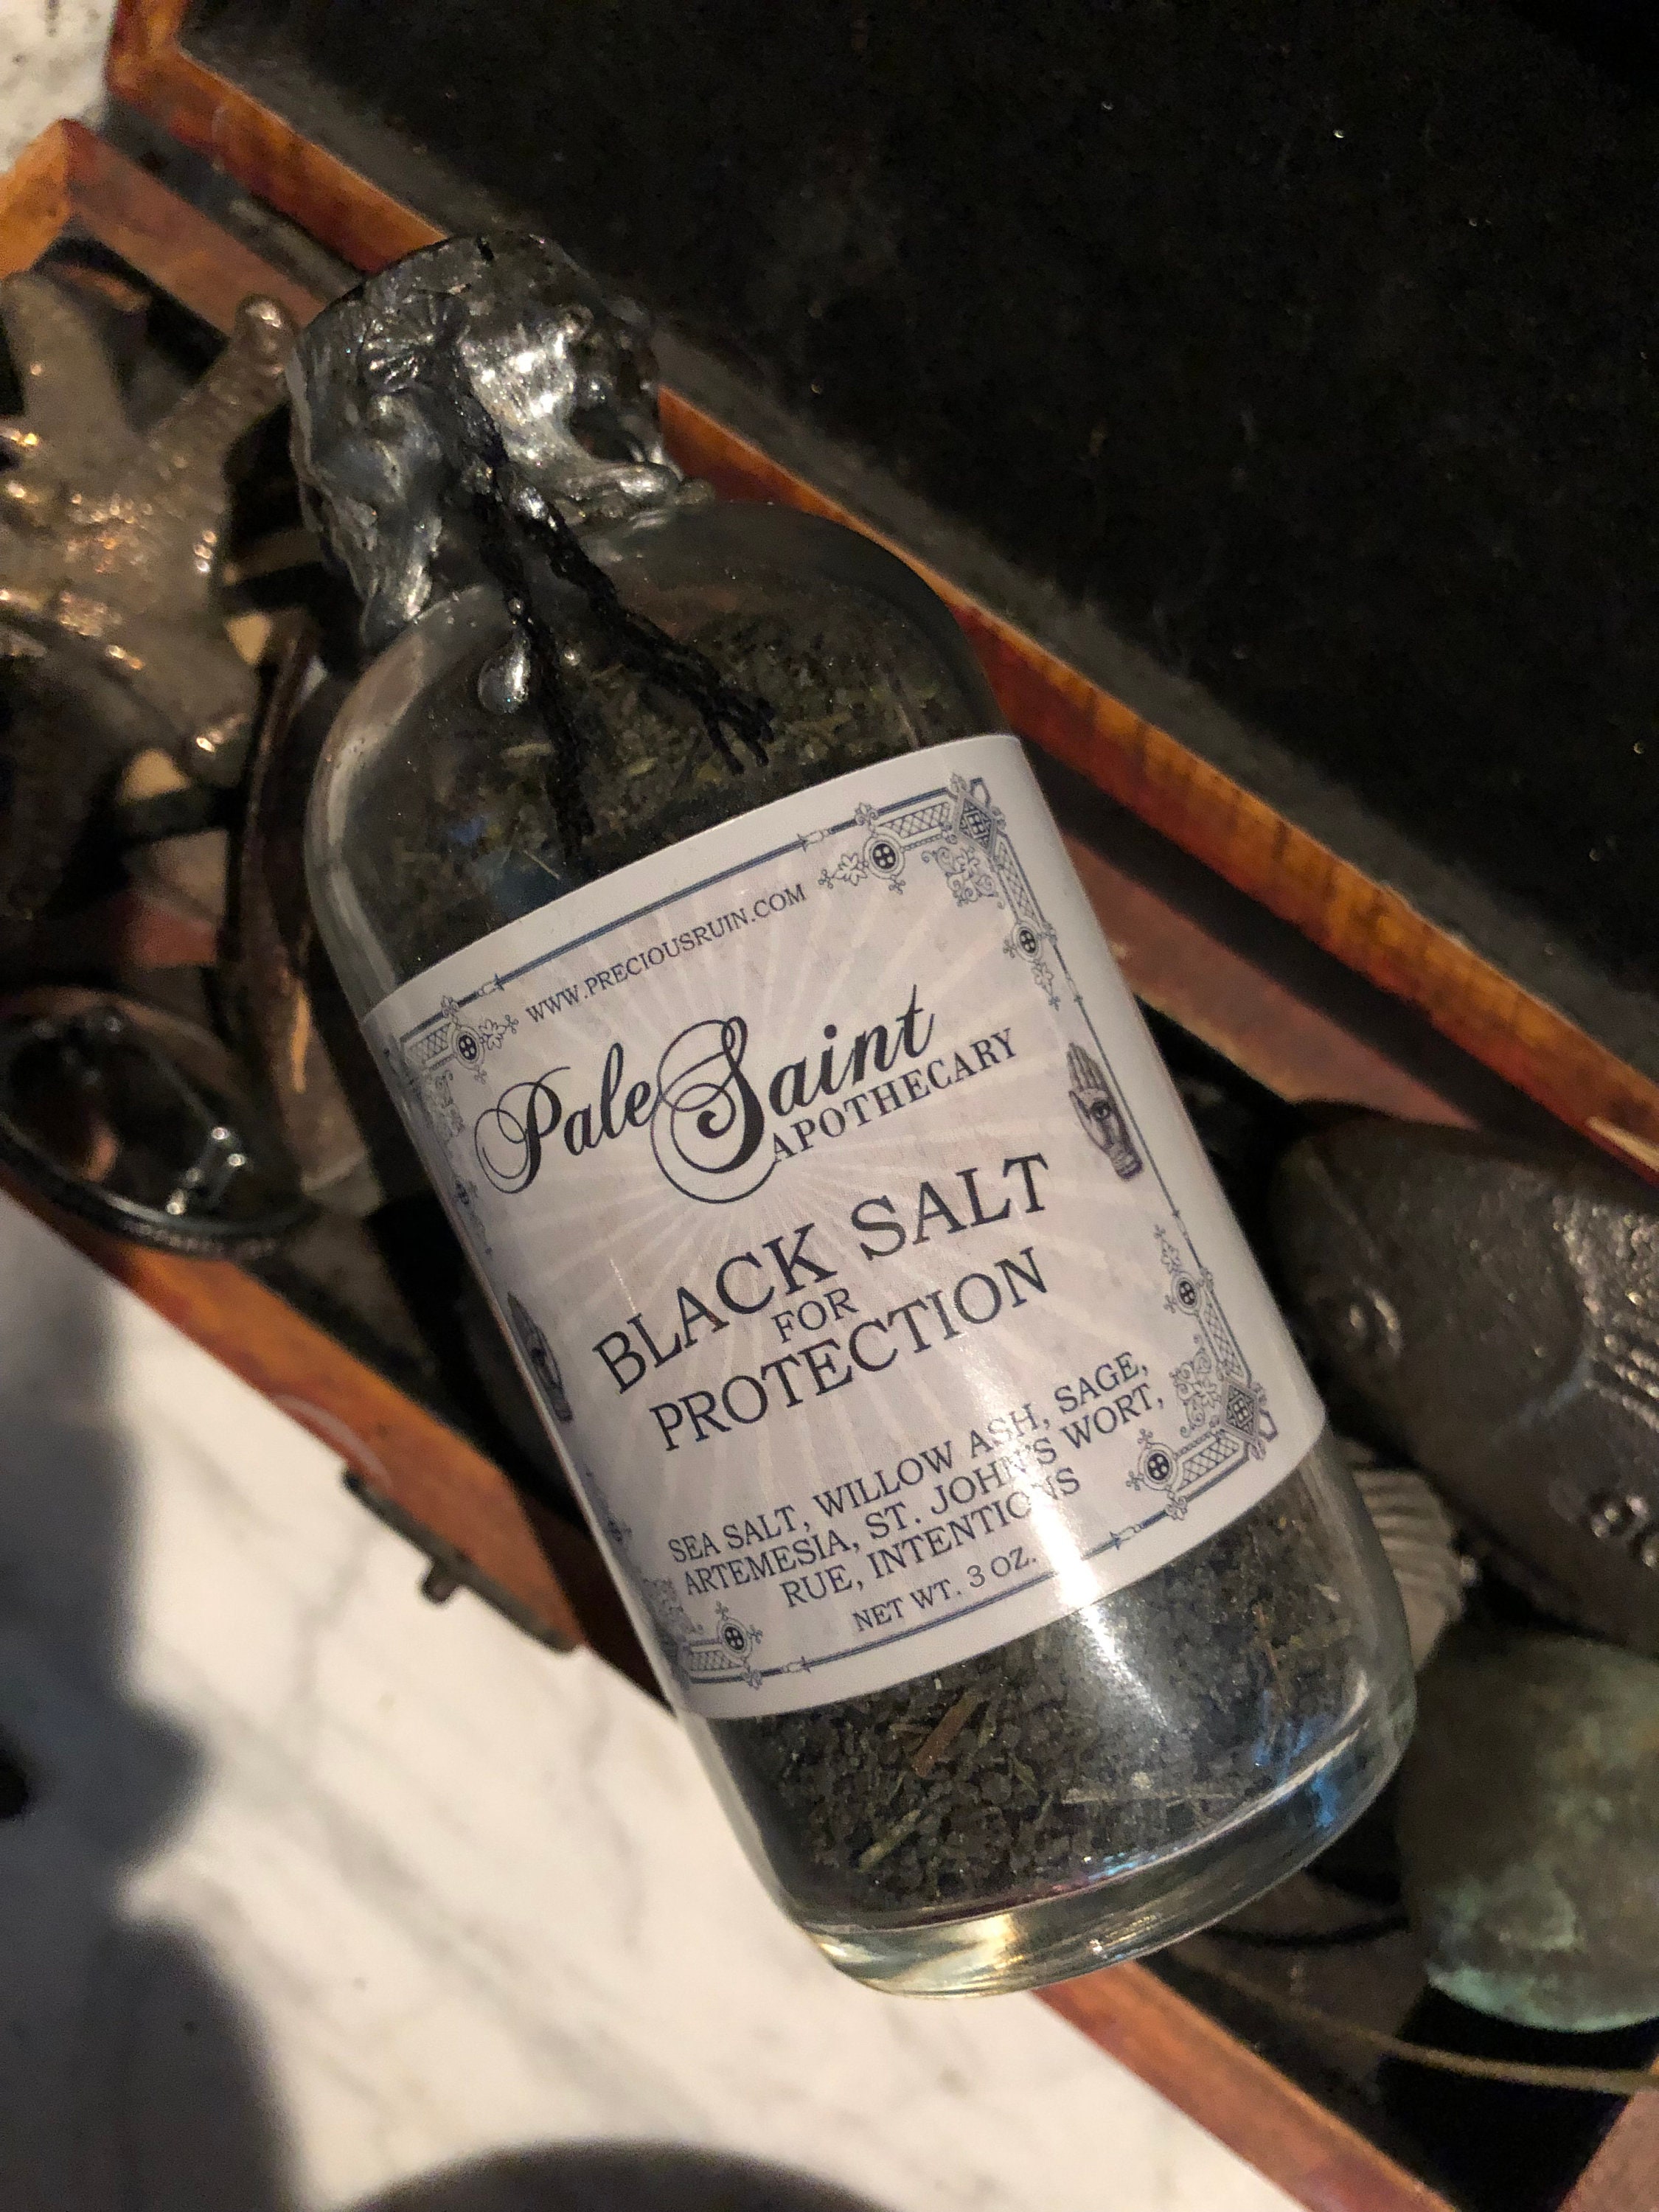 WWW.PRECIOUSRUIN.COM
Pale Saint
APOTHECARY
BLACK SALT
FOR
PROTECTION
SEA SALT, WILLOW ASH, SAGE,
ARTEMESIA, ST. JOHN'S WORT,
RUE, INTENTIONS
NET WT. 3 OZ.